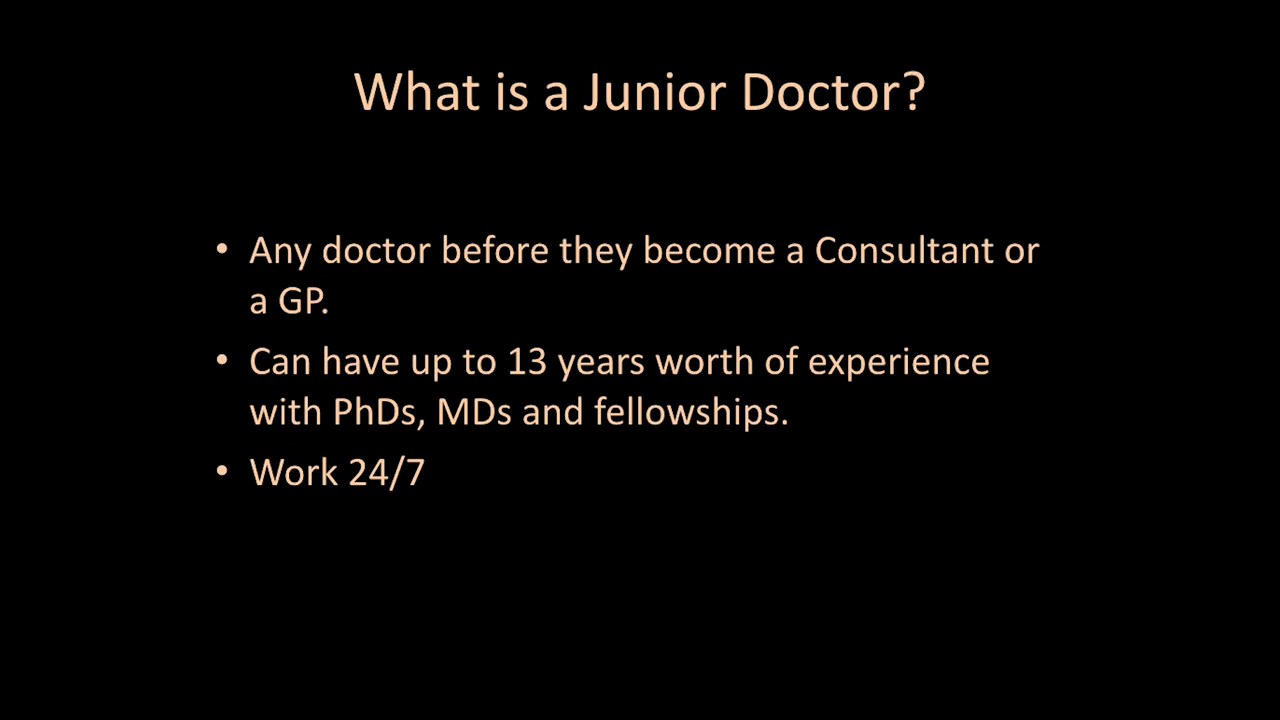 What is a Junior Doctor?
• Any doctor before they become a Consultant or
a GP.
• Can have up to 13 years worth of experience
with PhDs, MDs and fellowships.
• Work 24/7